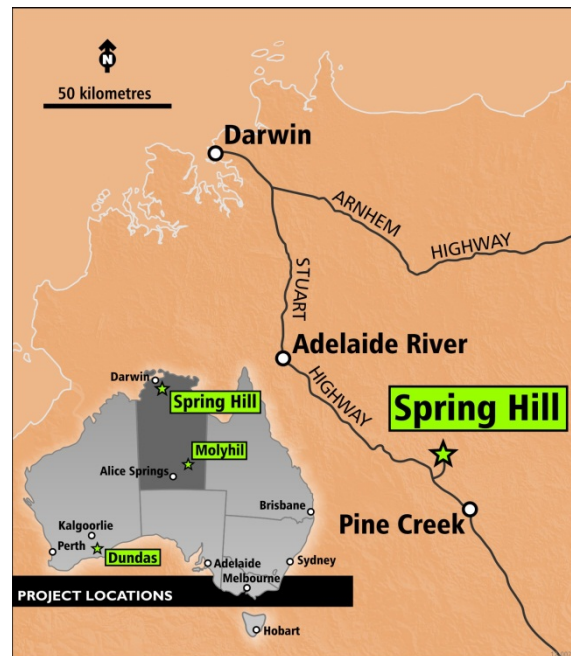 N
50 kilometres
Darwin
ARNHEM
HIGHWAY
STUART
Adelaide River
HIGHWAY
Spring Hill
Pine Creek
Darwin
Spring Hill
Molyhil
Alice Springs
Brisbane
Kalgoorlie
Perth
Dundas
Adelaide
Sydney
Melbourne
PROJECT LOCATIONS
Hobart